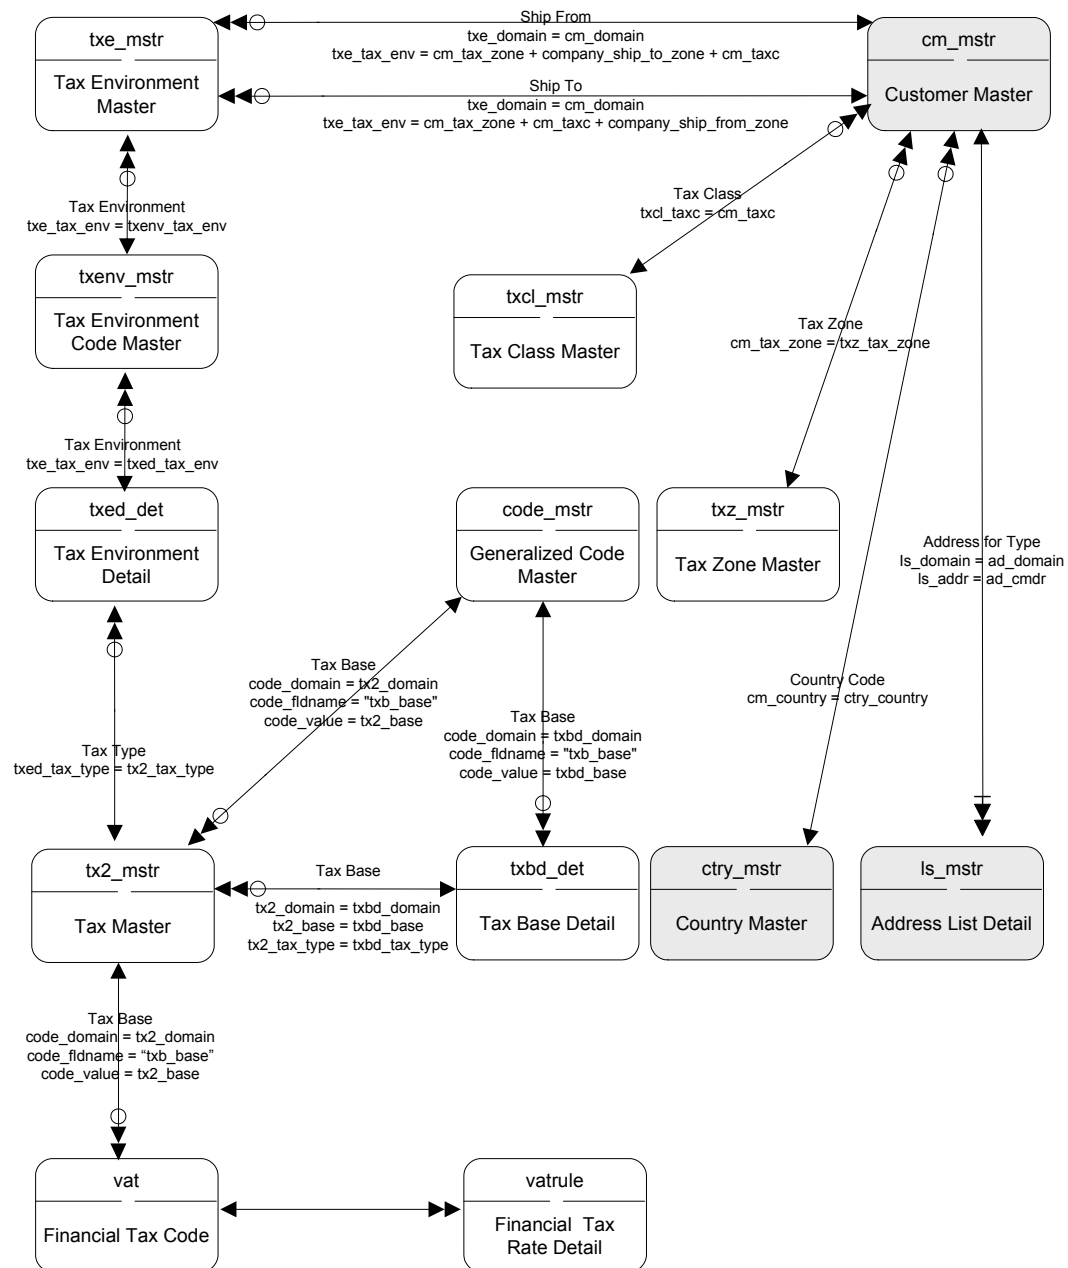 Ship From
txe_domain = cm_domain
txe_tax_env = cm_tax_zone + company_ship_to_zone + cm_taxc
txe_mstr
Tax Environment
Master
cm_mstr
Customer Master
Ship To
txe_domain = cm_domain
txe_tax_env = cm_tax_zone + cm_taxc + company_ship_from_zone
Tax Environment
txe_tax_env = txenv_tax_env
Tax Class
txcl_taxc = cm_taxc
txenv_mstr
Tax Environment
Code Master
txcl_mstr
Tax Class Master
Tax Zone
cm_tax_zone = txz_tax_zone
Tax Environment
txe_tax_env = txed_tax_env
txed_det
Tax Environment
Detail
code_mstr
Generalized Code
Master
txz_mstr
Tax Zone Master
Address for Type
ls_domain = ad_domain
ls_addr = ad_cmdr
Tax Base
code_domain = tx2_domain
code_fldname = "txb_base"
code_value = tx2_base
Country Code
cm_country = ctry_country
Tax Base
code_domain = txbd_domain
code_fldname = "txb_base"
code_value = txbd_base
Tax Type
txed_tax_type = tx2_tax_type
tx2_mstr
Tax Master
Tax Base
tx2_domain = txbd_domain
tx2_base = txbd_base
tx2_tax_type = txbd_tax_type
txbd_det
Tax Base Detail
ctry_mstr
Country Master
ls_mstr
Address List Detail
Tax Base
code_domain = tx2_domain
code_fldname = “txb_base”
code_value = tx2_base
vat
Financial Tax Code
vatrule
Financial Tax
Rate Detail